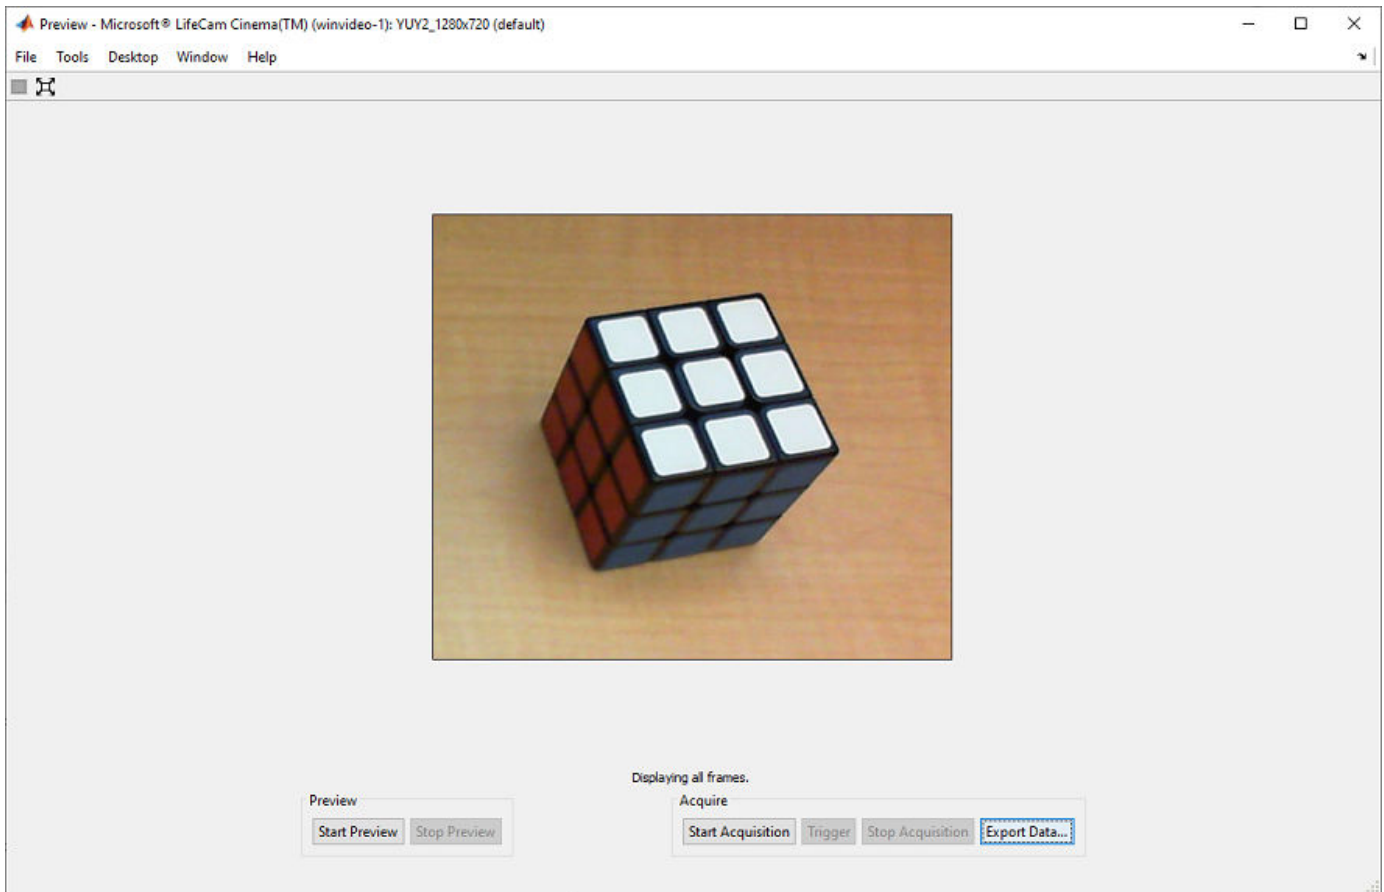 Preview - Microsoft® LifeCam Cinema(TM) (winvideo-1): YUY2_1280x720 (default)
File Tools Desktop Window Help
Displaying all frames.
Preview
Start Preview Stop Preview
Acquire
Start Acquisition Trigger Stop Acquisition Export Data...